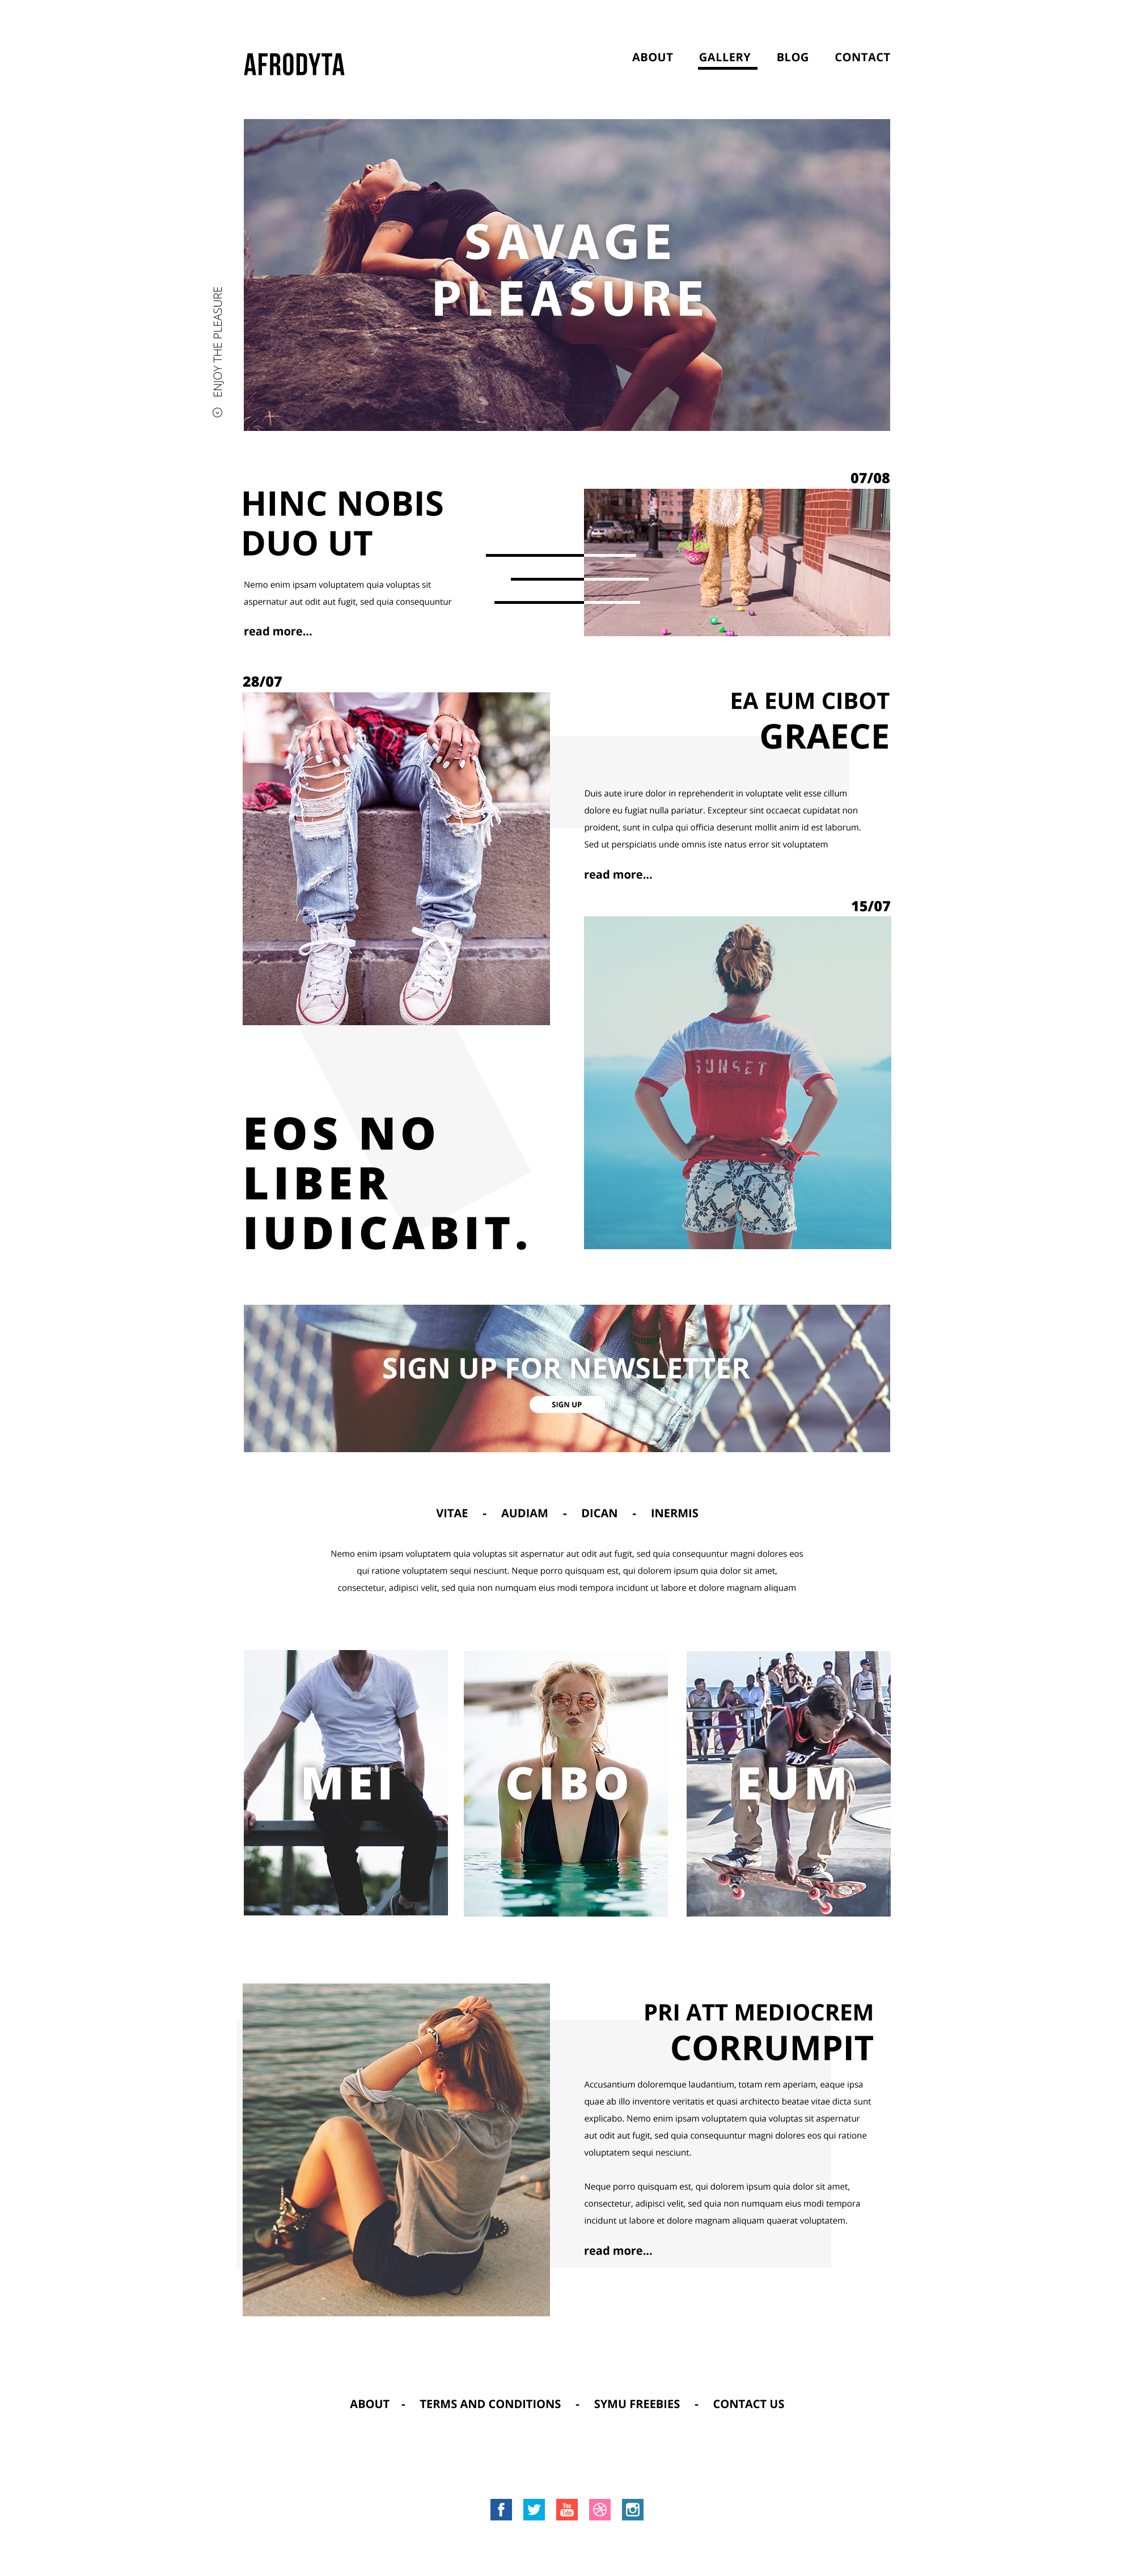 AFRODYTA
ABOUT GALLERY BLOG CONTACT
SAVAGE
PLEASURE
ENJOY THE PLEASURE
07/08
HINC NOBIS
DUO UT
Nemo enim ipsam voluptatem quia voluptas sit
aspernatur aut odit aut fugit, sed quia consequuntur
read more...
28/07
EA EUM CIBOT
GRAECE
Duis aute irure dolor in reprehenderit in voluptate velit esse cillum
dolore eu fugiat nulla pariatur. Excepteur sint occaecat cupidatat non
proident, sunt in culpa qui officia deserunt mollit anim id est laborum.
Sed ut perspiciatis unde omnis iste natus error sit voluptatem
read more...
15/07
SUNSET
EOS NO
LIBER
IUDICABIT.
SIGN UP FOR NEWSLETTER
SIGN UP
VITAE - AUDIAM - DICAN - INERMIS
Nemo enim ipsam voluptatem quia voluptas sit aspernatur aut odit aut fugit, sed quia consequuntur magni dolores eos
qui ratione voluptatem sequi nesciunt. Neque porro quisquam est, qui dolorem ipsum quia dolor sit amet,
consectetur, adipisci velit, sed quia non numquam eius modi tempora incidunt ut labore et dolore magnam aliquam
MEI
CIBO
EUM
PRI ATT MEDIOCREM
CORRUMPIT
Accusantium doloremque laudantium, totam rem aperiam, eaque ipsa
quae ab illo inventore veritatis et quasi architecto beatae vitae dicta sunt
explicabo. Nemo enim ipsam voluptatem quia voluptas sit aspernatur
aut odit aut fugit, sed quia consequuntur magni dolores eos qui ratione
voluptatem sequi nesciunt.
Neque porro quisquam est, qui dolorem ipsum quia dolor sit amet,
consectetur, adipisci velit, sed quia non numquam eius modi tempora
incidunt ut labore et dolore magnam aliquam quaerat voluptatem.
read more...
ABOUT - TERMS AND CONDITIONS - SYMU FREEBIES - CONTACT US
You
Tube